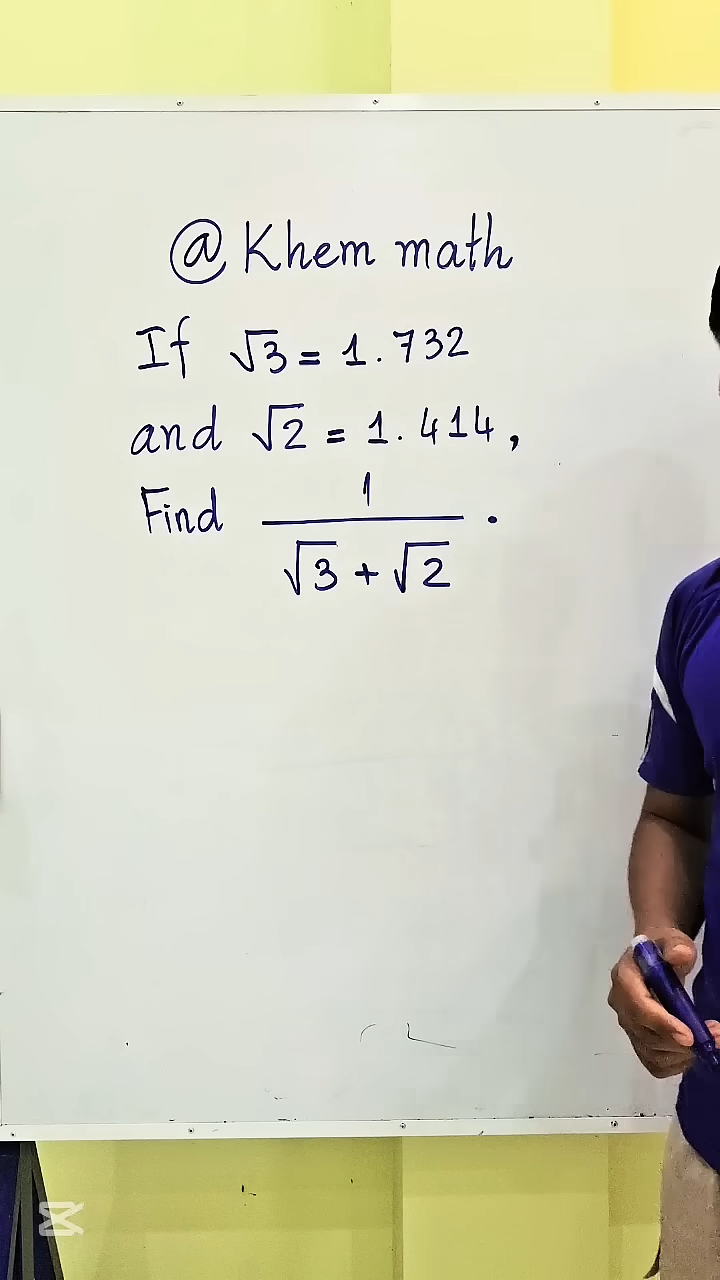 @ Khem math
If √3 = 1.732
and √2 = 1.414,
Find 1/(√3 + √2).